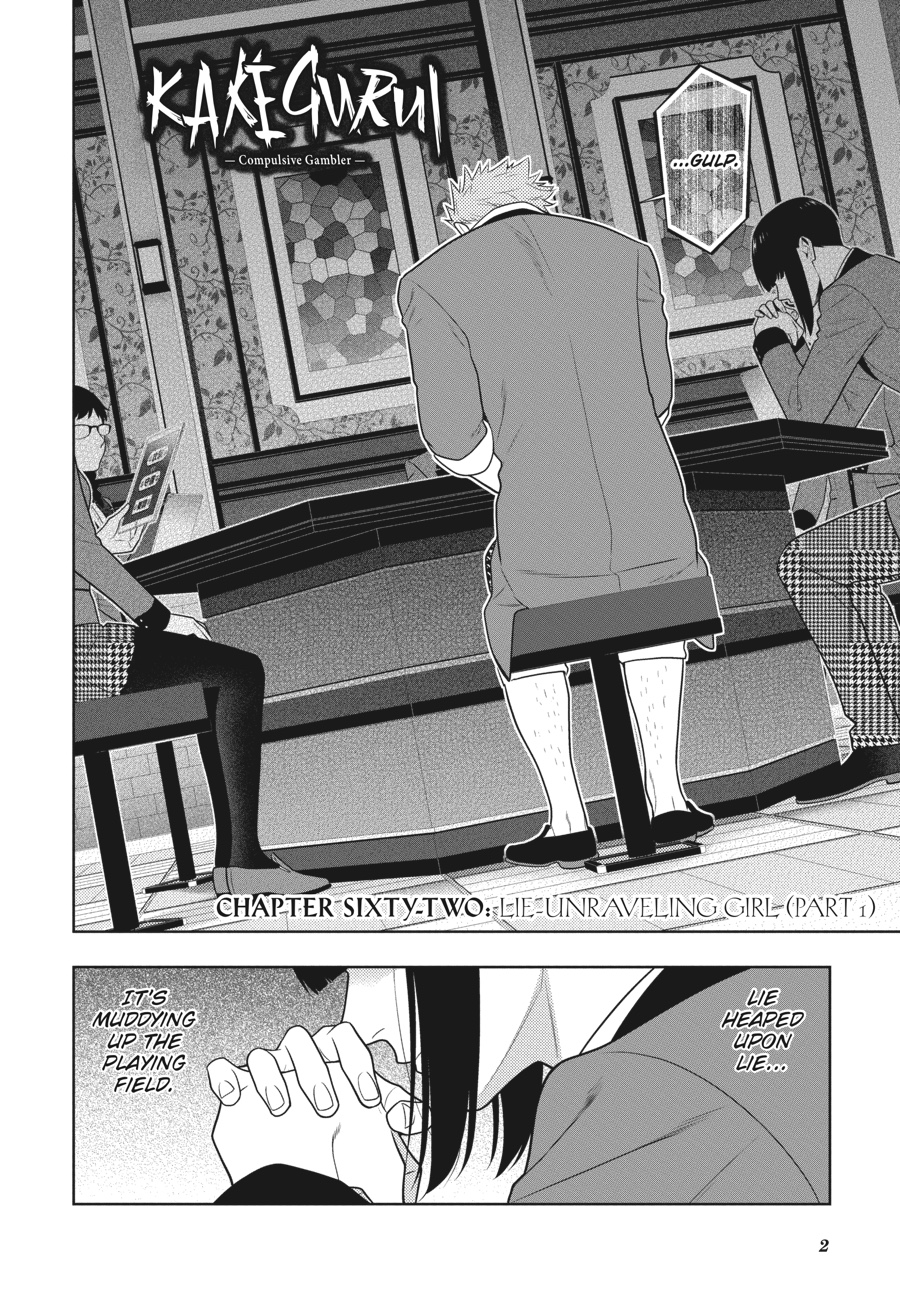 KAKEGURUI
— Compulsive Gambler —
...GULP.
CHAPTER SIXTY-TWO: LIE-UNRAVELING GIRL (PART 1)
LIE
HEAPED
UPON
LIE...
IT'S
MUDDYING
UP THE
PLAYING
FIELD.
2